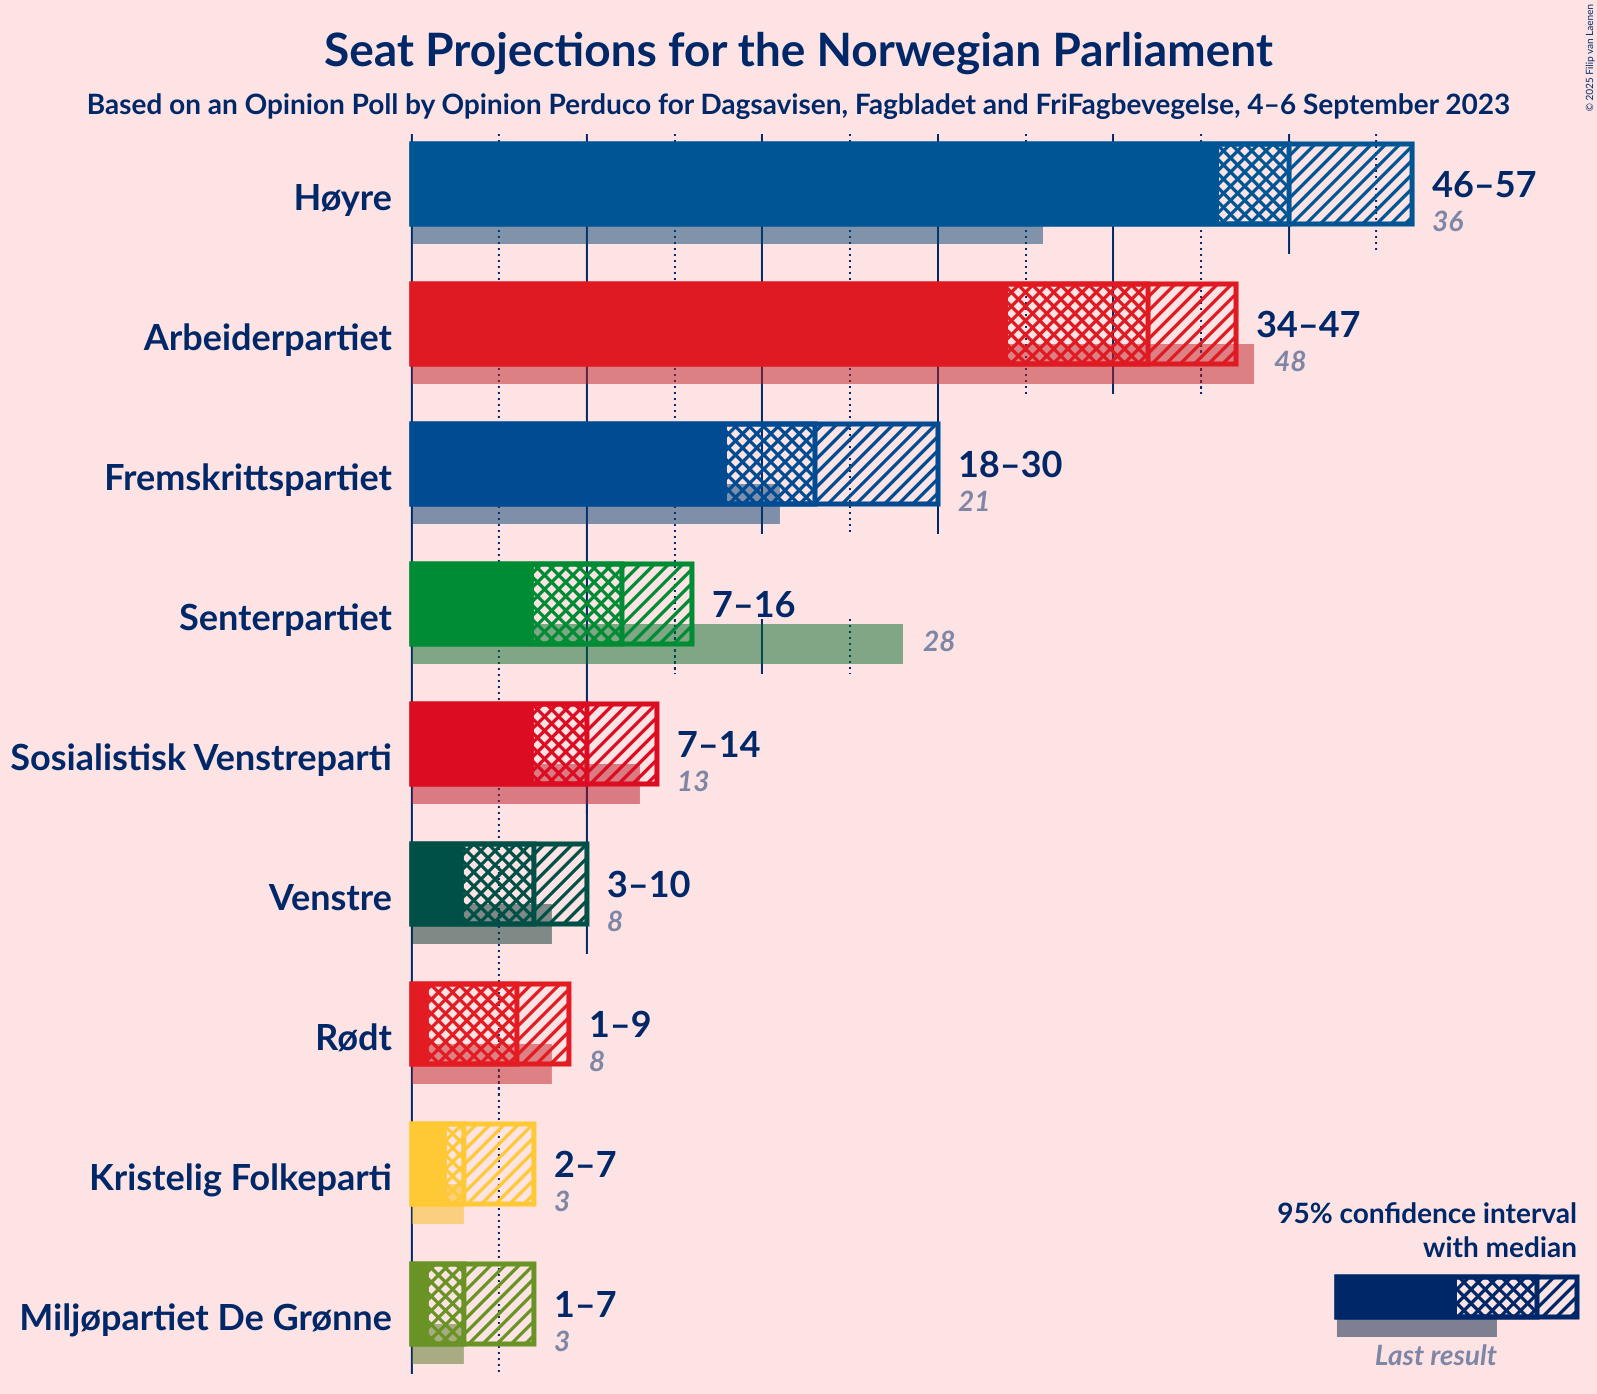 Seat Projections for the Norwegian Parliament
Based on an Opinion Poll by Opinion Perduco for Dagsavisen, Fagbladet and FriFagbevegelse, 4–6 September 2023
© 2025 Filip van Laenen
Høyre
46–57
36
Arbeiderpartiet
34–47
48
Fremskrittspartiet
18–30
21
Senterpartiet
7–16
28
Sosialistisk Venstreparti
7–14
13
Venstre
3–10
8
Rødt
1–9
8
Kristelig Folkeparti
2–7
3
Miljøpartiet De Grønne
1–7
3
95% confidence interval
with median
Last result